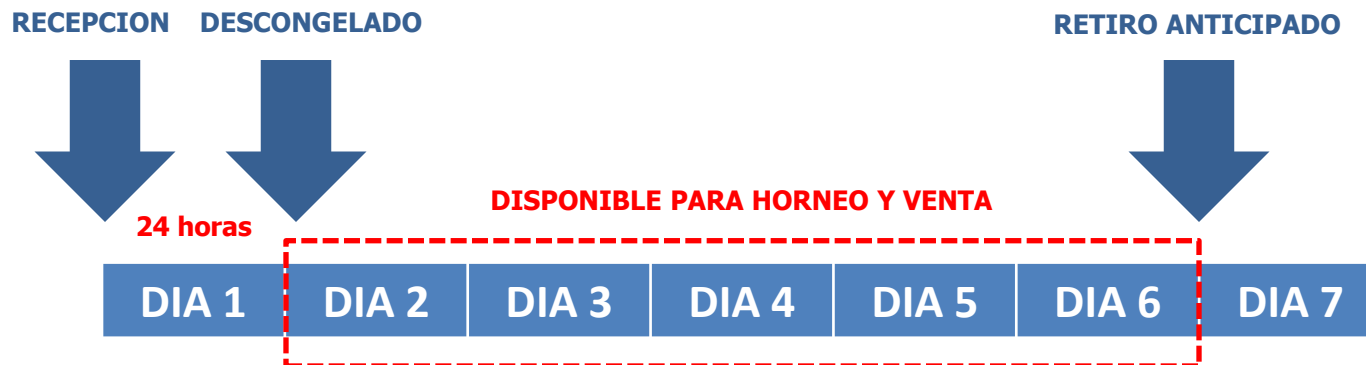 RECEPCION
DESCONGELADO
RETIRO ANTICIPADO
DISPONIBLE PARA HORNEO Y VENTA
24 horas
DIA 1
DIA 2
DIA 3
DIA 4
DIA 5
DIA 6
DIA 7